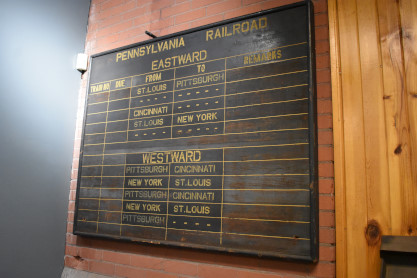 PENNSYLVANIA RAILROAD
EASTWARD
TRAIN NO. DUE FROM TO REMARKS
ST. LOUIS PITTSBURGH
CINCINNATI NEW YORK
ST. LOUIS
WESTWARD
PITTSBURGH CINCINNATI
NEW YORK ST. LOUIS
PITTSBURGH CINCINNATI
NEW YORK ST. LOUIS
PITTSBURGH